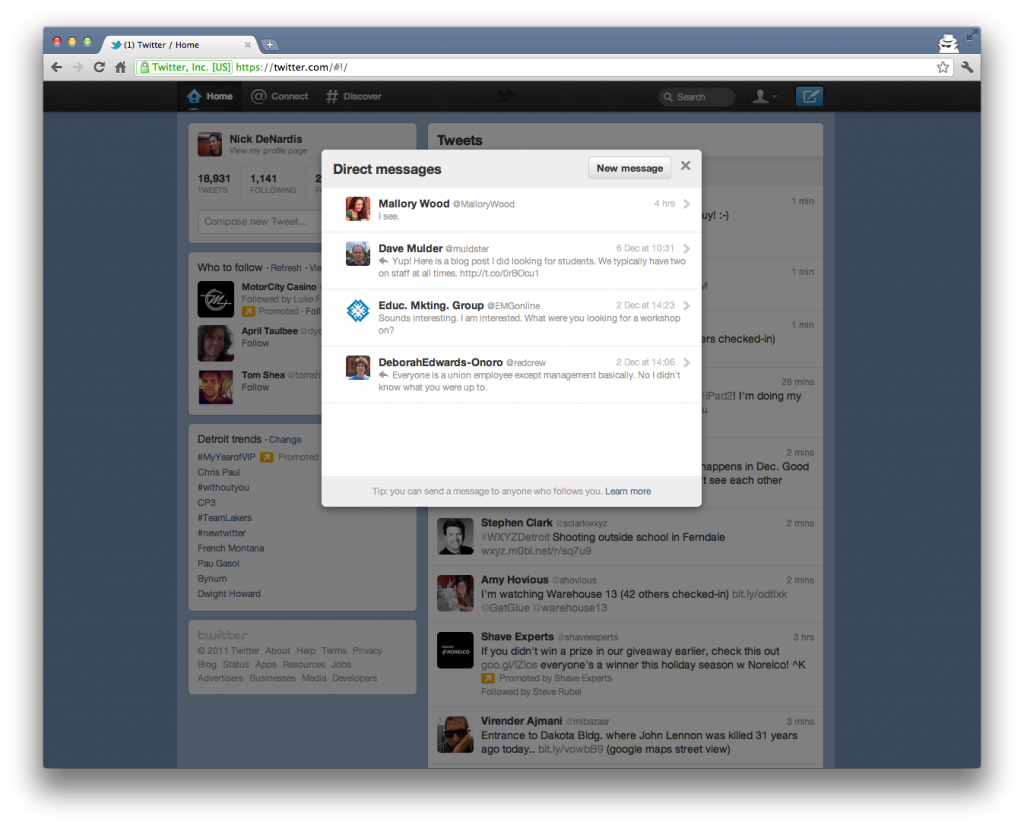 (1) Twitter / Home
Twitter, Inc. [US] https://twitter.com/#!/
Home Connect Discover Search
Nick DeNardis
View my profile page
18,931
TWEETS
1,141
FOLLOWING
2
Compose new Tweet...
Who to follow · Refresh ·
MotorCity Casino
Followed by Luke
Promoted ·
April Taulbee
Follow
Tom Shea @tomsh
Follow
Detroit trends · Change
#MyYearofVIP Promoted
Chris Paul
#withoutyou
CP3
#TeamLakers
#newtwitter
French Montana
Pau Gasol
Bynum
Dwight Howard
twitter
© 2011 Twitter About Help Terms Privacy
Blog Status Apps Resources Jobs
Advertisers Businesses Media Developers
Direct messages
New message
Mallory Wood @MalloryWood 4 hrs
I see.
Dave Mulder @muldster 6 Dec at 10:31
Yup! Here is a blog post I did looking for students. We typically have two
on staff at all times. http://t.co/0rBOcu1
Educ. Mkting. Group @EMGonline 2 Dec at 14:23
Sounds interesting. I am interested. What were you looking for a workshop
on?
DeborahEdwards-Onoro @redcrew 2 Dec at 14:06
Everyone is a union employee except management basically. No I didn't
know what you were up to.
Tip: you can send a message to anyone who follows you. Learn more
Tweets
1 min
uy! :-)
1 min
1 min
ers checked-in)
28 mins
iPad2! I'm doing my
2 mins
happens in Dec. Good
't see each other
Stephen Clark @sclarkwxyz 2 mins
#WXYZDetroit Shooting outside school in Ferndale
wxyz.m0bl.net/r/sq7u9
Amy Hovious @ahovious 2 mins
I'm watching Warehouse 13 (42 others checked-in) bit.ly/odtIxk
@GetGlue @warehouse13
Shave Experts @shaveexperts 3 hrs
If you didn't win a prize in our giveaway earlier, check this out
goo.gl/lZlos everyone's a winner this holiday season w Norelco! ^K
Promoted by Shave Experts
Followed by Steve Rubel
Virender Ajmani @mibazaar 3 mins
Entrance to Dakota Bldg. where John Lennon was killed 31 years
ago today.. bit.ly/vowbB9 (google maps street view)